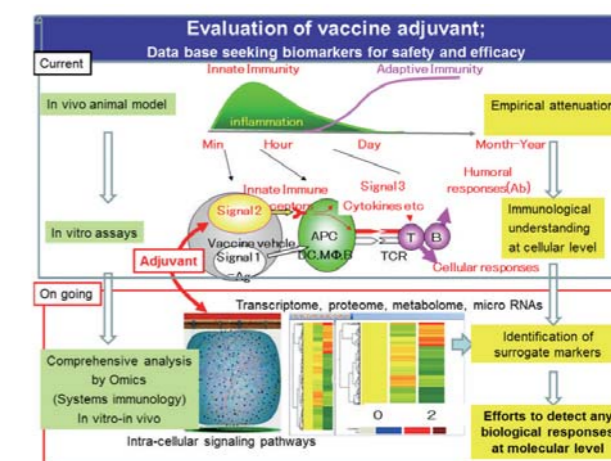 Evaluation of vaccine adjuvant;
Data base seeking biomarkers for safety and efficacy
Current
Innate Immunity
Adaptive Immunity
In vivo animal model
inflammation
Empirical attenuation
Min
Hour
Day
Month-Year
Humoral
responses(Ab)
Signal 3
Innate Immune
Cytokines etc
Signal2
Immunological
understanding
at cellular level
In vitro assays
Vaccine vehcle
Signal 1
Ag
APC
DC,MΦ,B
TCR
T
B
Adjuvant
Cellular responses
On going
Transcriptome, proteome, metabolome, micro RNAs
Identification of
surrogate markers
Comprehensive analysis
by Omics
(Systems immunology)
In vitro-in vivo
0
2
Intra-cellular signaling pathways
Efforts to detect any
biological responses
at molecular level